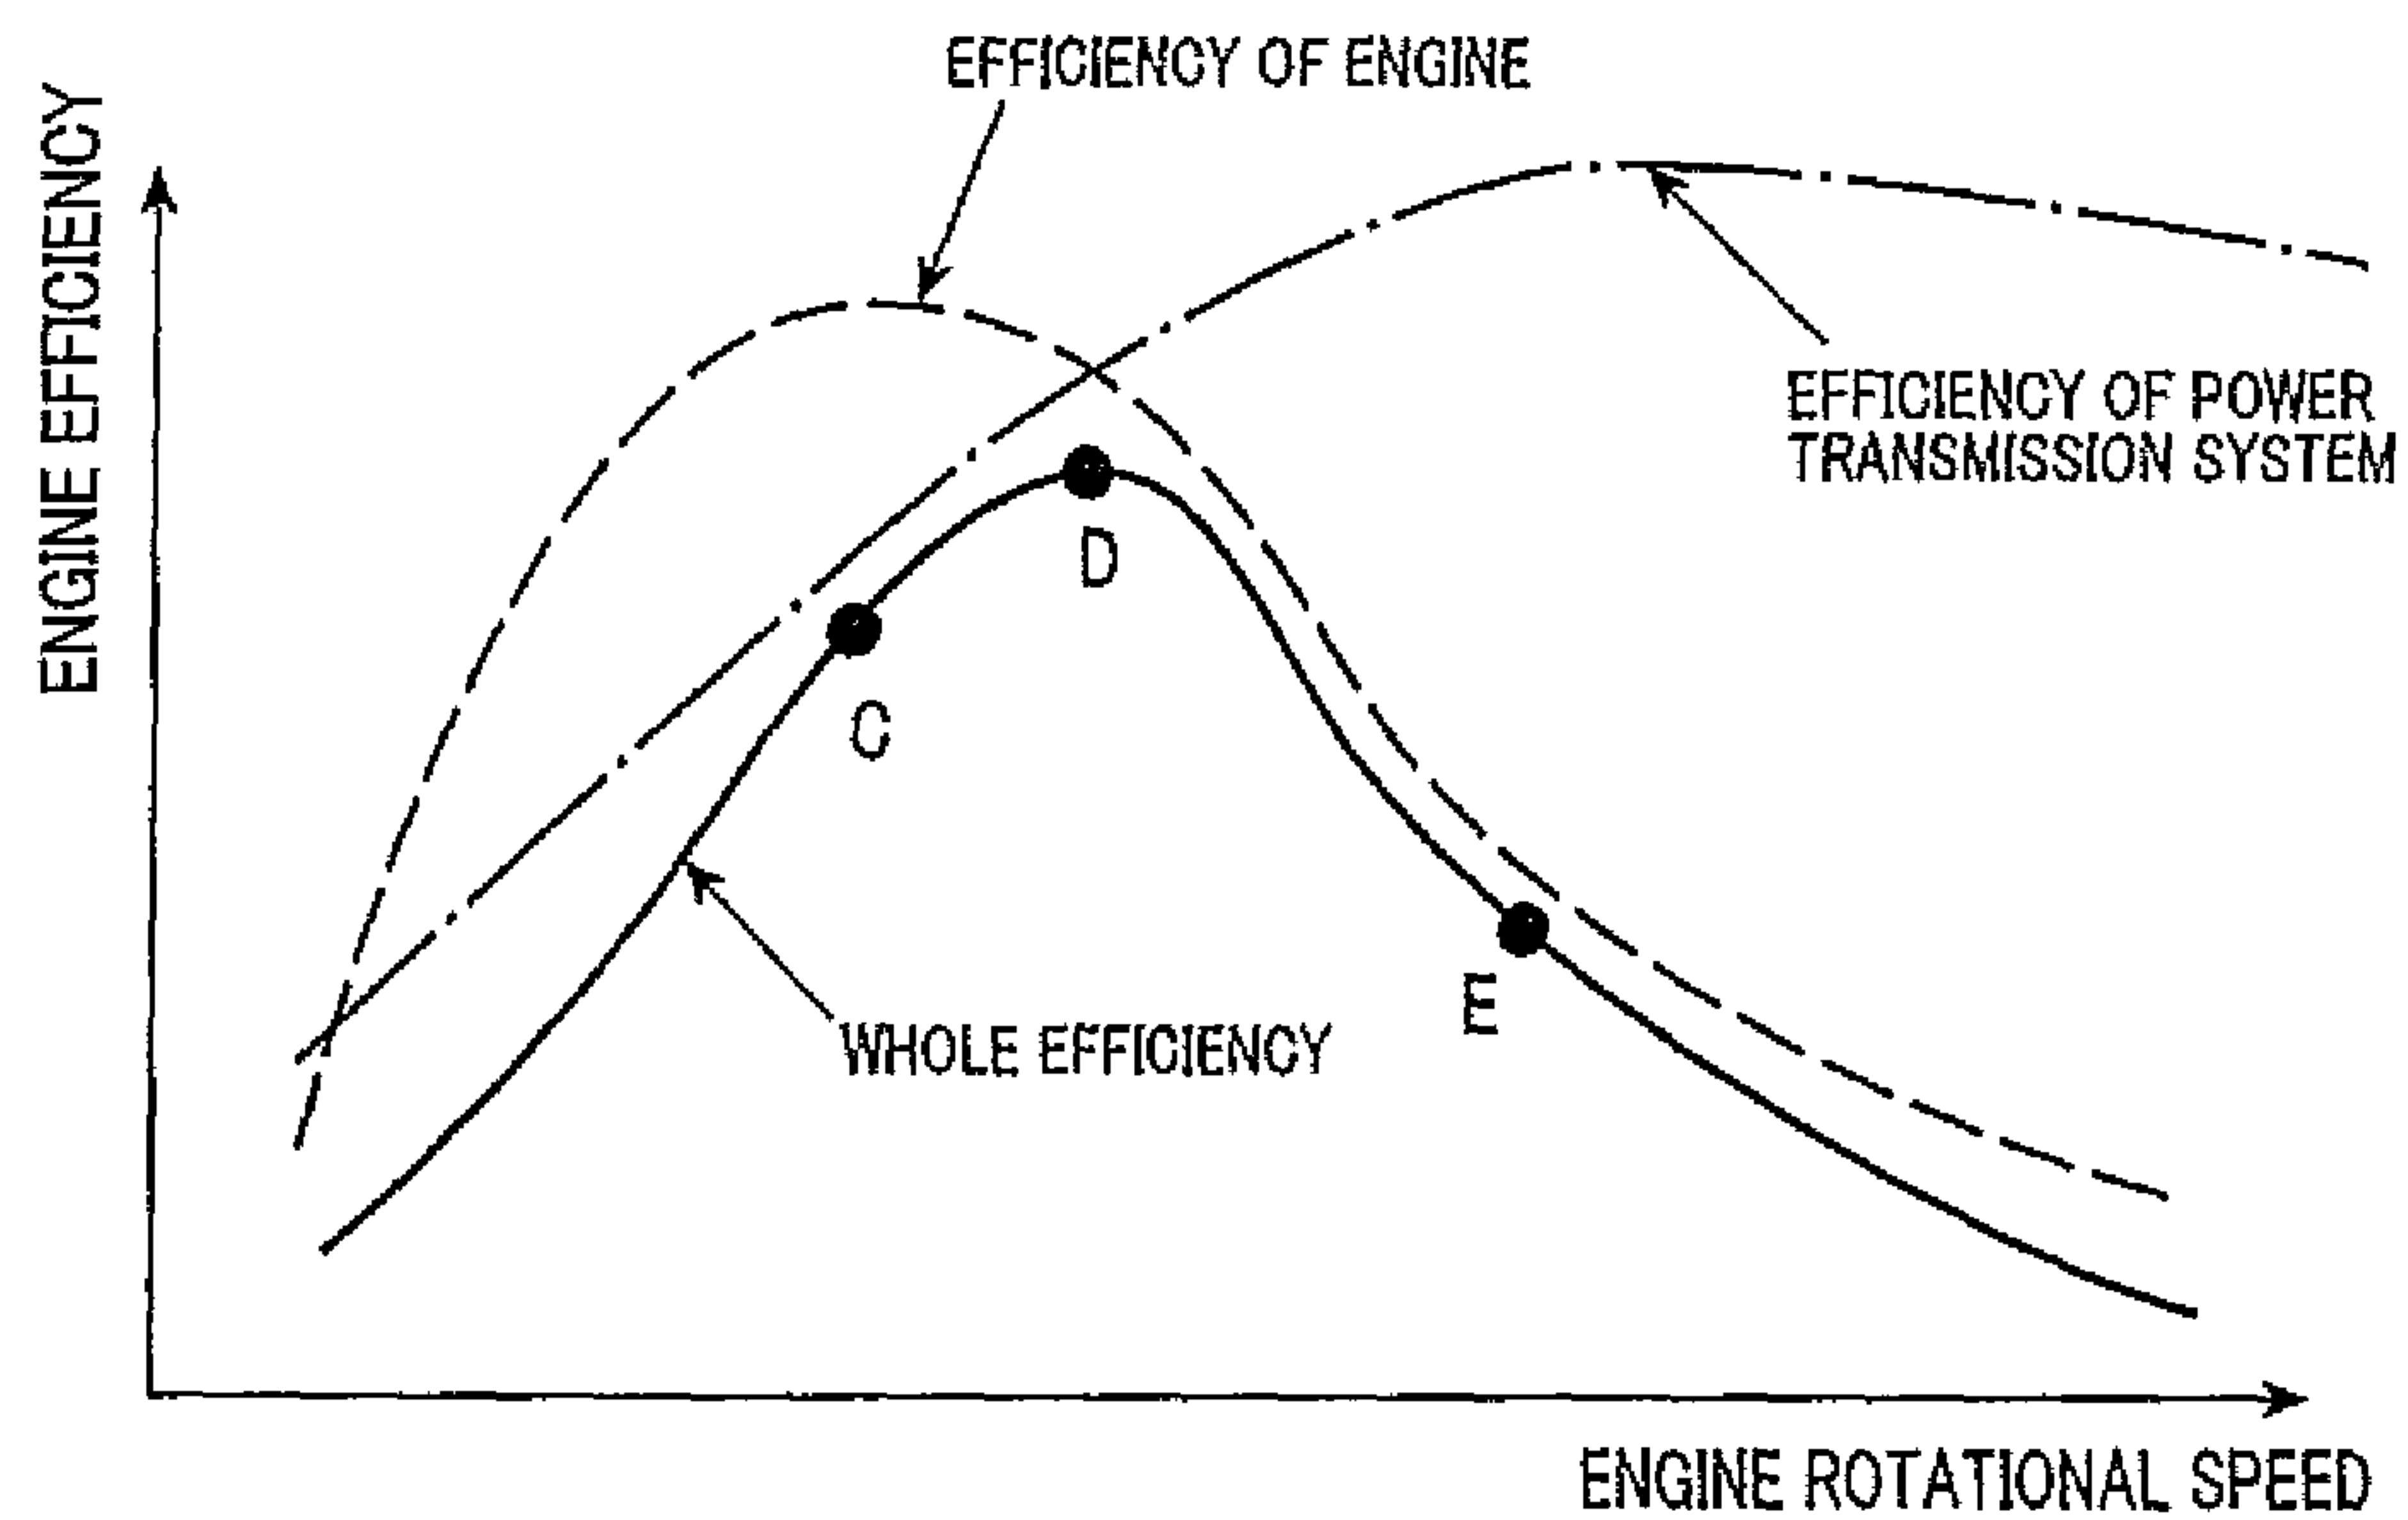 EFFICIENCY OF ENGINE
ENGINE EFFICIENCY
EFFICIENCY OF POWER
TRANSMISSION SYSTEM
D
C
E
WHOLE EFFICIENCY
ENGINE ROTATIONAL SPEED